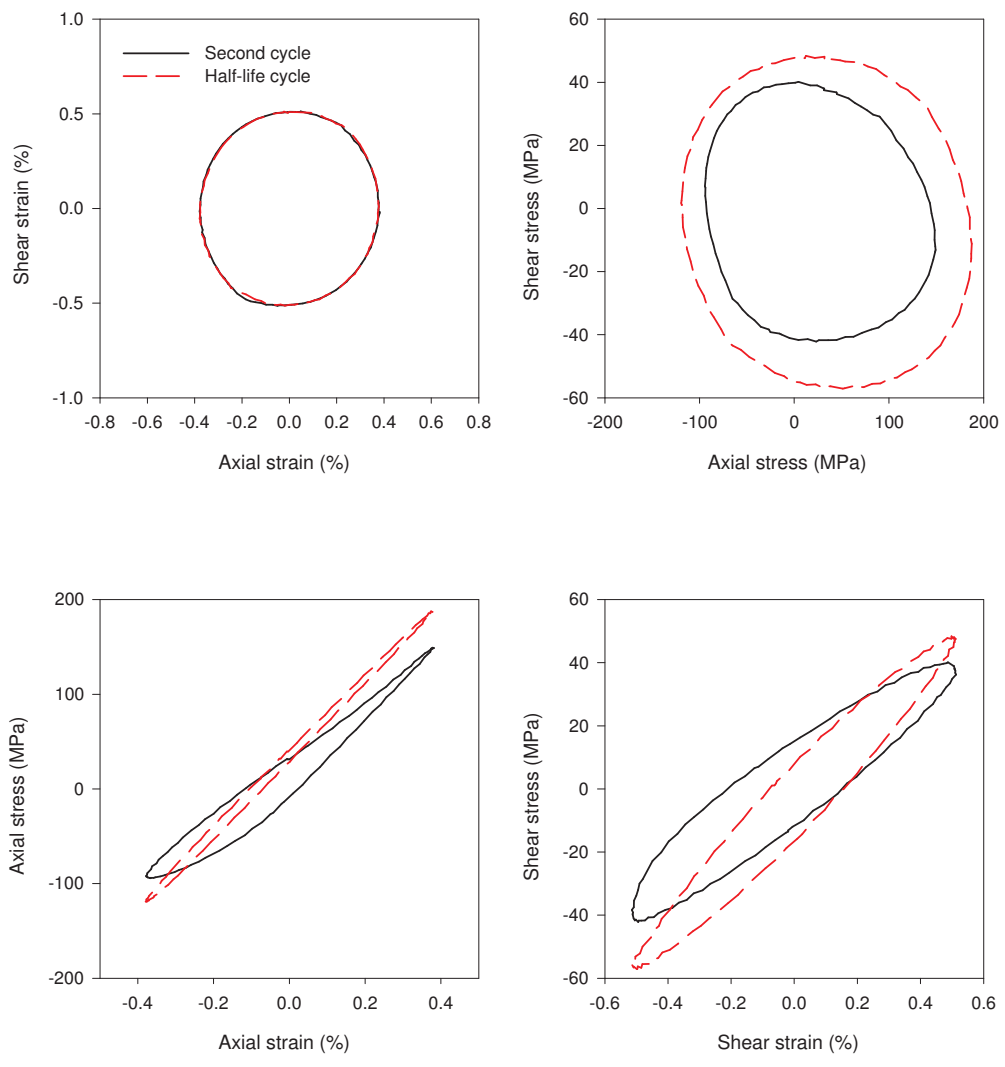 1.0
0.5
0.0
-0.5
-1.0
-0.8 -0.6 -0.4 -0.2 0.0 0.2 0.4 0.6 0.8
Shear strain (%)
Axial strain (%)
Second cycle
Half-life cycle
60
40
20
0
-20
-40
-60
-200 -100 0 100 200
Shear stress (MPa)
Axial stress (MPa)
200
100
0
-100
-200
-0.4 -0.2 0.0 0.2 0.4
Axial stress (MPa)
Axial strain (%)
60
40
20
0
-20
-40
-60
-0.6 -0.4 -0.2 0.0 0.2 0.4 0.6
Shear stress (MPa)
Shear strain (%)